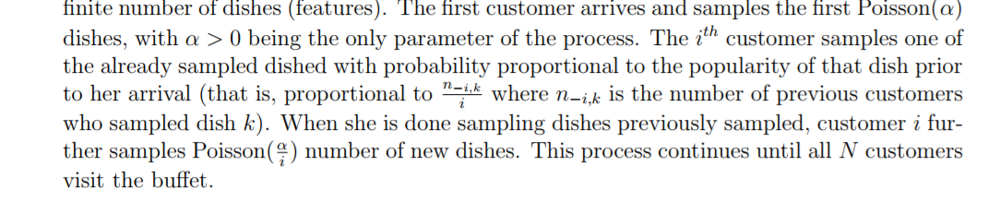 finite number of dishes (features). The first customer arrives and samples the first Poisson(α)
dishes, with α > 0 being the only parameter of the process. The i^{th} customer samples one of
the already sampled dished with probability proportional to the popularity of that dish prior
to her arrival (that is, proportional to \frac{n_{-i,k}}{i} where n_{-i,k} is the number of previous customers
who sampled dish k). When she is done sampling dishes previously sampled, customer i fur-
ther samples Poisson(\frac{α}{i}) number of new dishes. This process continues until all N customers
visit the buffet.